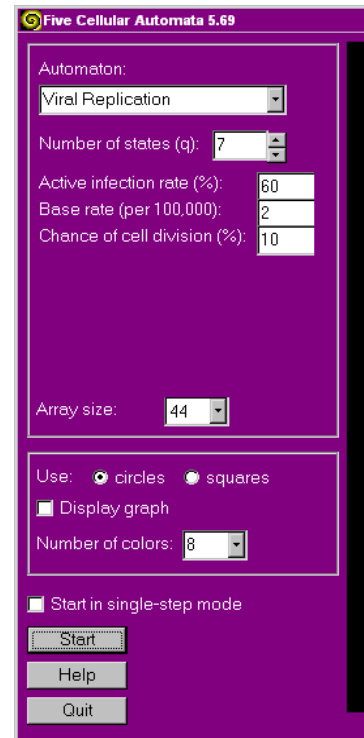 Five Cellular Automata 5.69
Automaton:
Viral Replication
Number of states (q): 7
Active infection rate (%): 60
Base rate (per 100,000): 2
Chance of cell division (%): 10
Array size: 44
Use: circles squares
Display graph
Number of colors: 8
Start in single-step mode
Start
Help
Quit